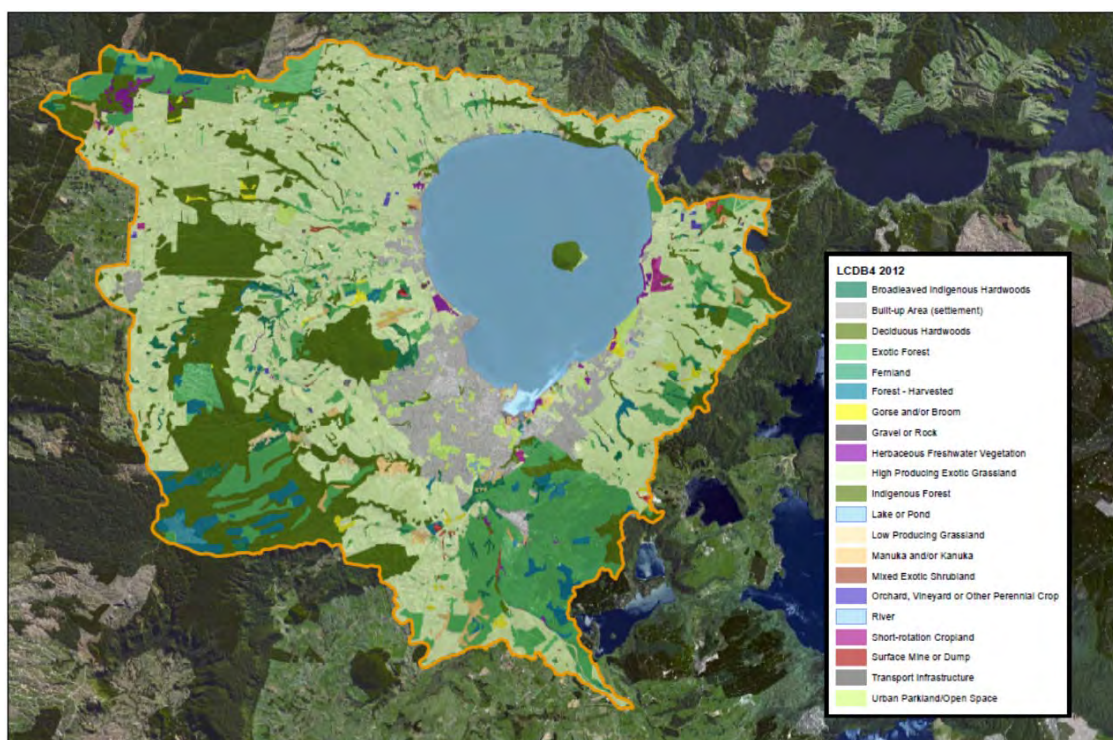 LCDB4 2012
Broadleaved Indigenous Hardwoods
Built-up Area (settlement)
Deciduous Hardwoods
Exotic Forest
Fernland
Forest - Harvested
Gorse and/or Broom
Gravel or Rock
Herbaceous Freshwater Vegetation
High Producing Exotic Grassland
Indigenous Forest
Lake or Pond
Low Producing Grassland
Manuka and/or Kanuka
Mixed Exotic Shrubland
Orchard, Vineyard or Other Perennial Crop
River
Short-rotation Cropland
Surface Mine or Dump
Transport Infrastructure
Urban Parkland/Open Space